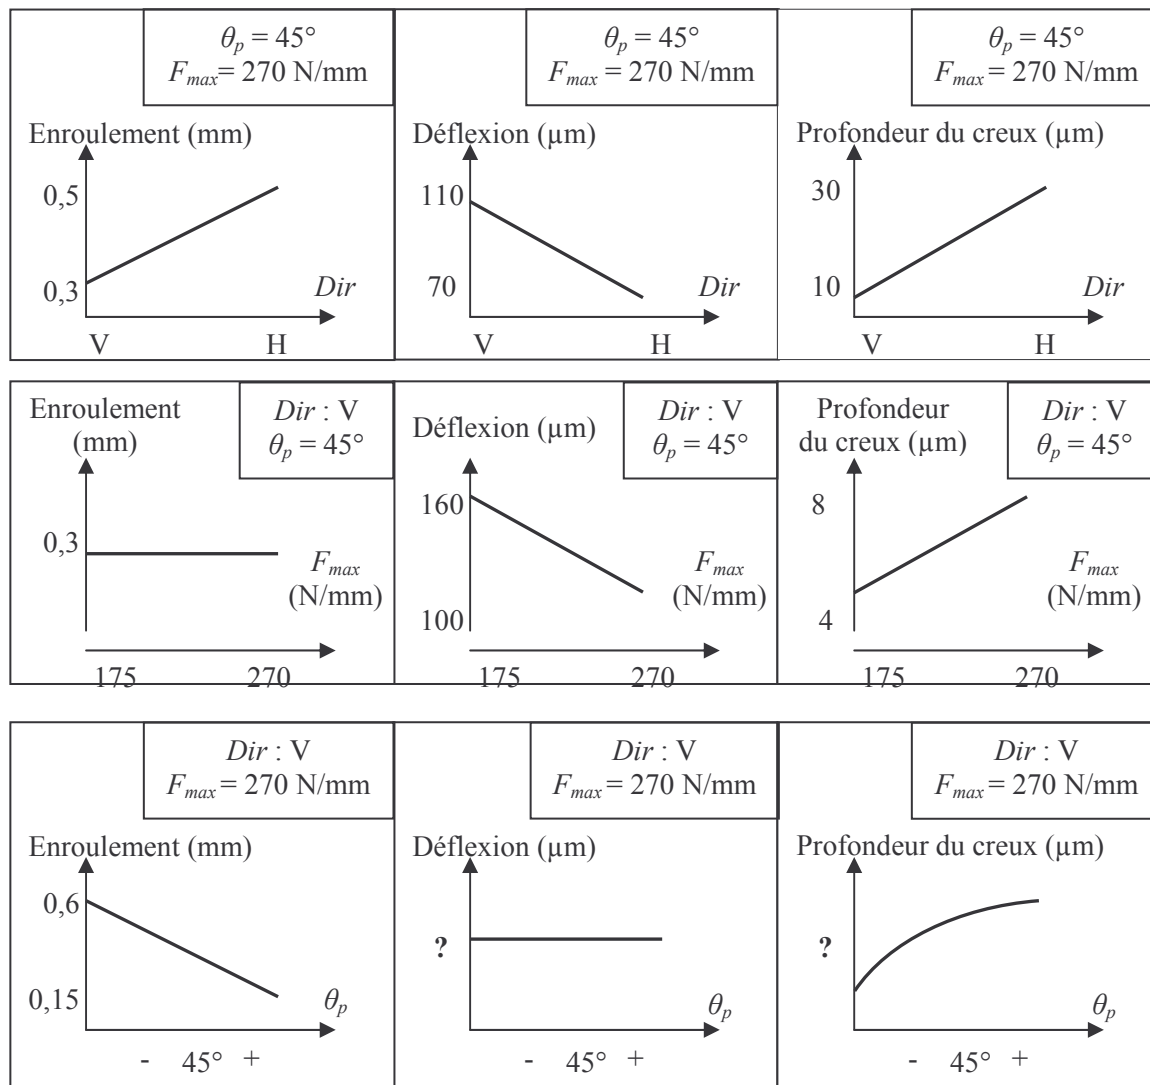 θp = 45°
Fmax = 270 N/mm
Enroulement (mm)
0,5
0,3
Dir
V H
θp = 45°
Fmax = 270 N/mm
Déflexion (µm)
110
70
Dir
V H
θp = 45°
Fmax = 270 N/mm
Profondeur du creux (µm)
30
10
Dir
V H
Dir : V
θp = 45°
Enroulement
(mm)
0,3
Fmax
(N/mm)
175 270
Dir : V
θp = 45°
Déflexion (µm)
160
100
Fmax
(N/mm)
175 270
Dir : V
θp = 45°
Profondeur
du creux (µm)
8
4
Fmax
(N/mm)
175 270
Dir : V
Fmax = 270 N/mm
Enroulement (mm)
0,6
0,15
θp
- 45° +
Dir : V
Fmax = 270 N/mm
Déflexion (µm)
?
θp
- 45° +
Dir : V
Fmax = 270 N/mm
Profondeur du creux (µm)
?
θp
- 45° +